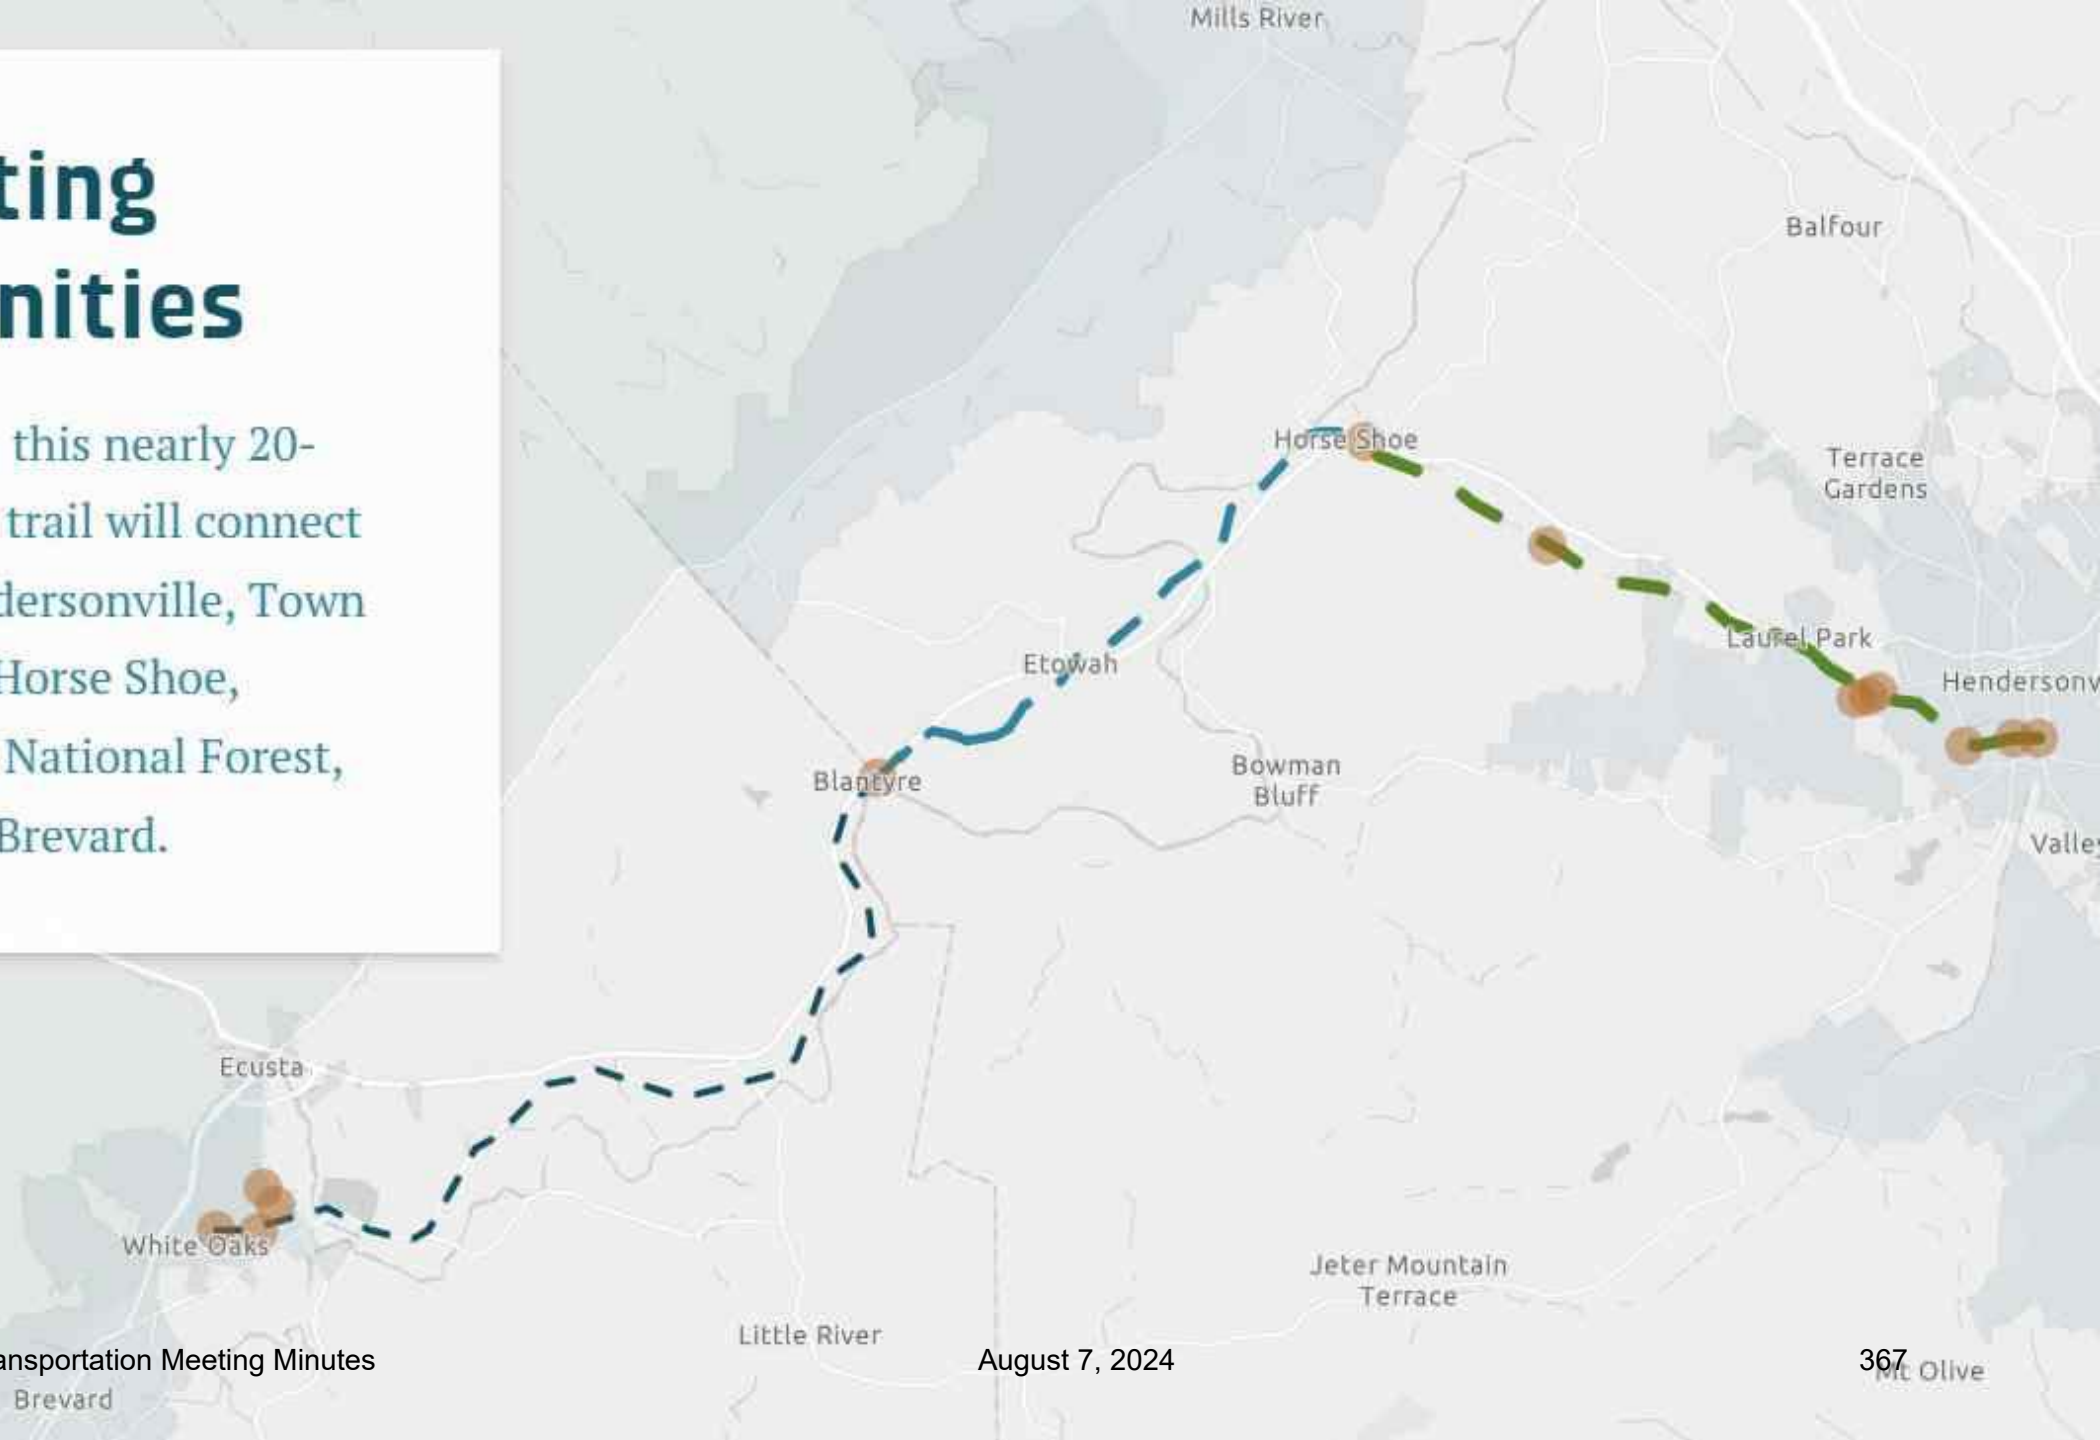 ting
nities
this nearly 20-
trail will connect
dersonville, Town
Horse Shoe,
National Forest,
Brevard.
Mills River
Balfour
Horse Shoe
Terrace
Gardens
Laurel Park
Etowah
Hendersonv
Blantyre
Bowman
Bluff
Valley
Ecusta
White Oaks
Jeter Mountain
Terrace
Little River
Mt Olive
Brevard
ansportation Meeting Minutes
August 7, 2024
367